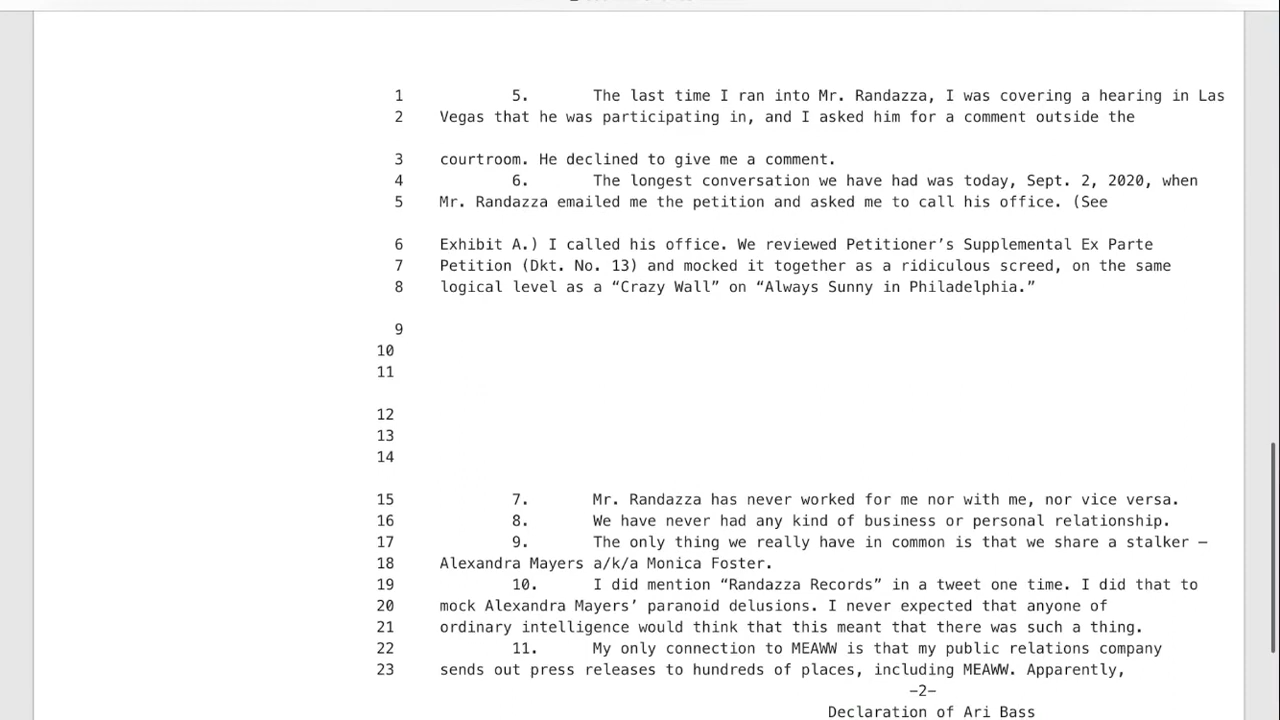 1 5. The last time I ran into Mr. Randazza, I was covering a hearing in Las
2 Vegas that he was participating in, and I asked him for a comment outside the
3 courtroom. He declined to give me a comment.
4 6. The longest conversation we have had was today, Sept. 2, 2020, when
5 Mr. Randazza emailed me the petition and asked me to call his office. (See
6 Exhibit A.) I called his office. We reviewed Petitioner’s Supplemental Ex Parte
7 Petition (Dkt. No. 13) and mocked it together as a ridiculous screed, on the same
8 logical level as a “Crazy Wall” on “Always Sunny in Philadelphia.”
9
10
11
12
13
14
15 7. Mr. Randazza has never worked for me nor with me, nor vice versa.
16 8. We have never had any kind of business or personal relationship.
17 9. The only thing we really have in common is that we share a stalker –
18 Alexandra Mayers a/k/a Monica Foster.
19 10. I did mention “Randazza Records” in a tweet one time. I did that to
20 mock Alexandra Mayers’ paranoid delusions. I never expected that anyone of
21 ordinary intelligence would think that this meant that there was such a thing.
22 11. My only connection to MEAWW is that my public relations company
23 sends out press releases to hundreds of places, including MEAWW. Apparently,
-2-
Declaration of Ari Bass